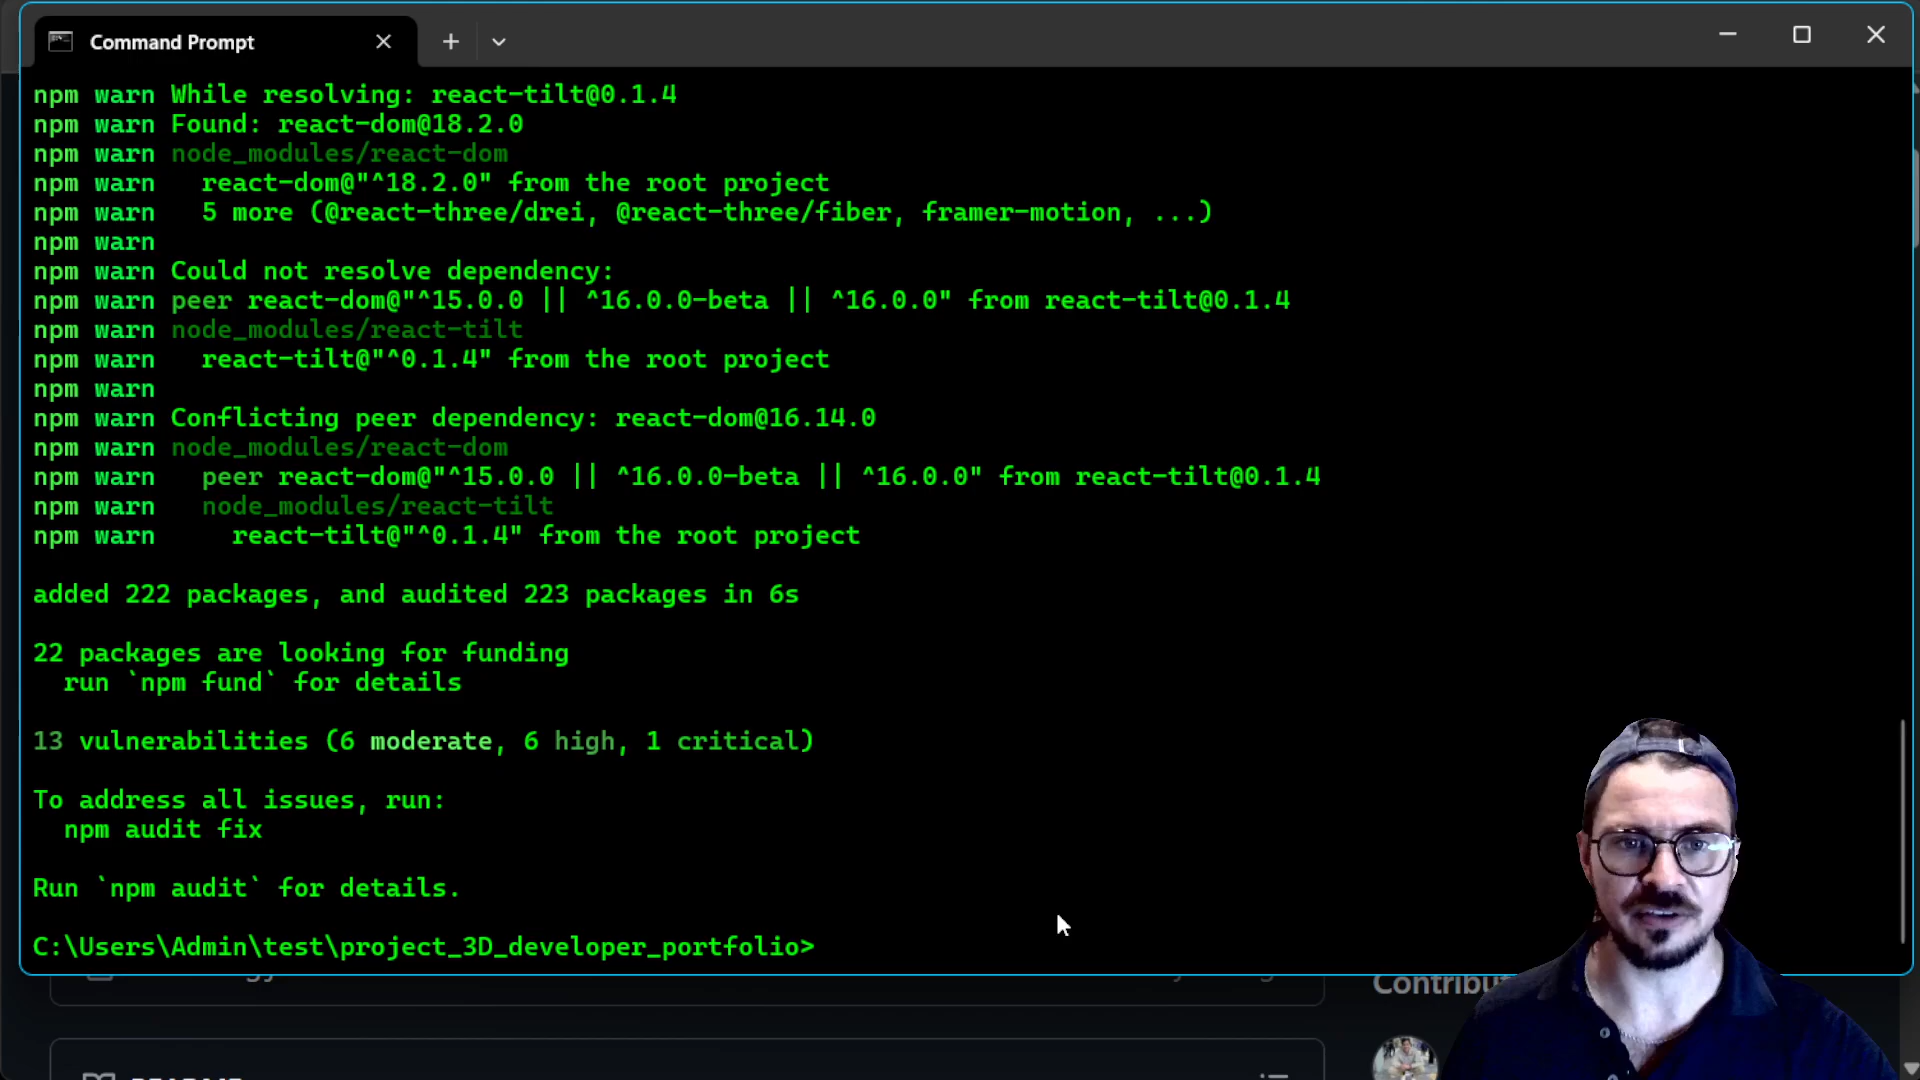 Command Prompt
npm warn While resolving: react-tilt@0.1.4
npm warn Found: react-dom@18.2.0
npm warn node_modules/react-dom
npm warn   react-dom@"^18.2.0" from the root project
npm warn   5 more (@react-three/drei, @react-three/fiber, framer-motion, ...)
npm warn
npm warn Could not resolve dependency:
npm warn peer react-dom@"^15.0.0 || ^16.0.0-beta || ^16.0.0" from react-tilt@0.1.4
npm warn node_modules/react-tilt
npm warn   react-tilt@"^0.1.4" from the root project
npm warn
npm warn Conflicting peer dependency: react-dom@16.14.0
npm warn node_modules/react-dom
npm warn   peer react-dom@"^15.0.0 || ^16.0.0-beta || ^16.0.0" from react-tilt@0.1.4
npm warn   node_modules/react-tilt
npm warn     react-tilt@"^0.1.4" from the root project
added 222 packages, and audited 223 packages in 6s
22 packages are looking for funding
  run `npm fund` for details
13 vulnerabilities (6 moderate, 6 high, 1 critical)
To address all issues, run:
  npm audit fix
Run `npm audit` for details.
C:\Users\Admin\test\project_3D_developer_portfolio>